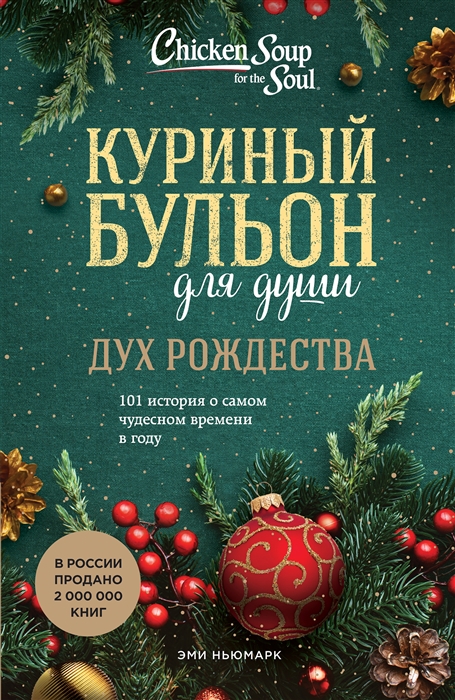 Chicken Soup
for the
Soul®
КУРИНЫЙ
БУЛЬОН
для души
ДУХ РОЖДЕСТВА
101 история о самом
чудесном времени
в году
В РОССИИ
ПРОДАНО
2 000 000
КНИГ
ЭМИ НЬЮМАРК